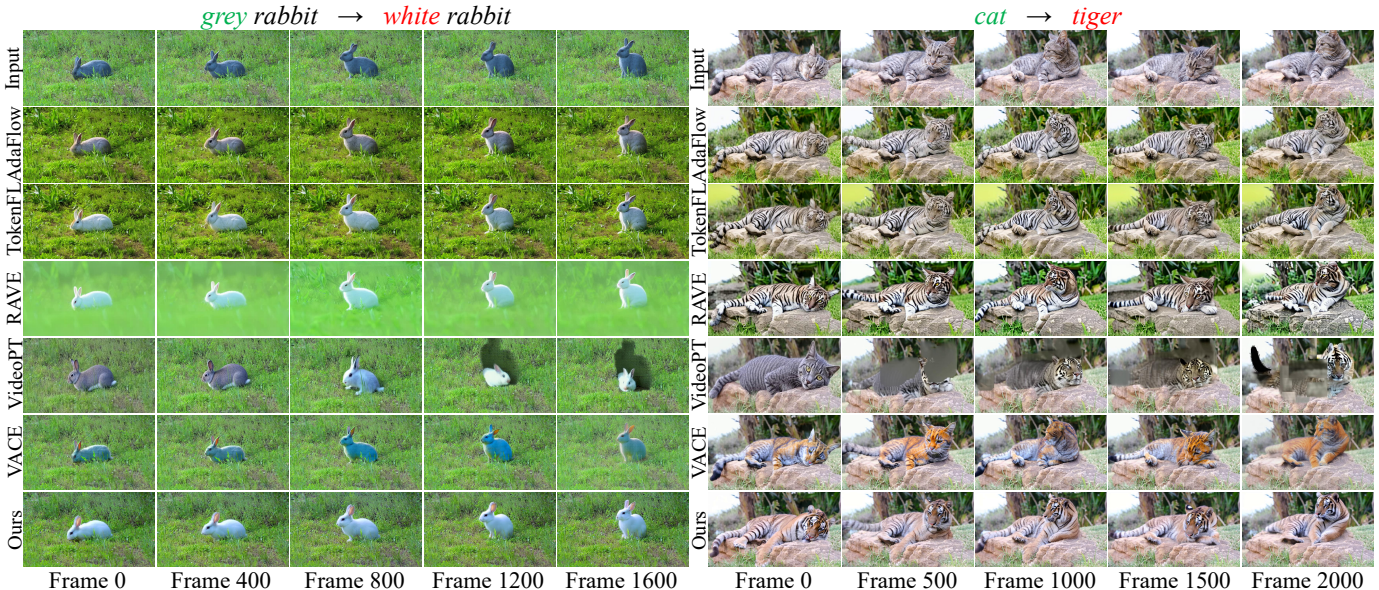 grey rabbit → white rabbit
cat → tiger
Input
AdaFlow
TokenFL
RAVE
VideoPT
VACE
Ours
Frame 0
Frame 400
Frame 800
Frame 1200
Frame 1600
Input
AdaFlow
TokenFL
RAVE
VideoPT
VACE
Ours
Frame 0
Frame 500
Frame 1000
Frame 1500
Frame 2000